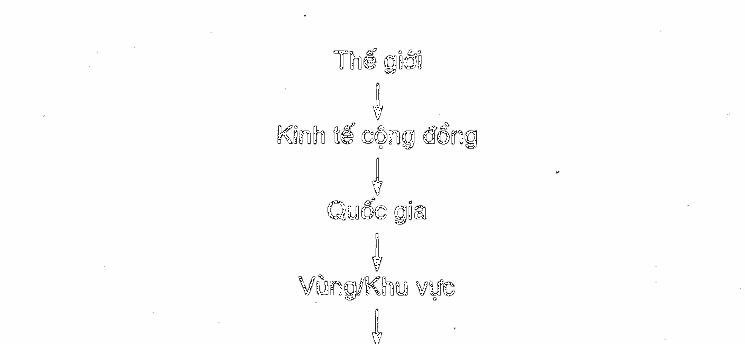 Thế giới
Kinh tế cộng đồng
Quốc gia
Vùng/Khu vực